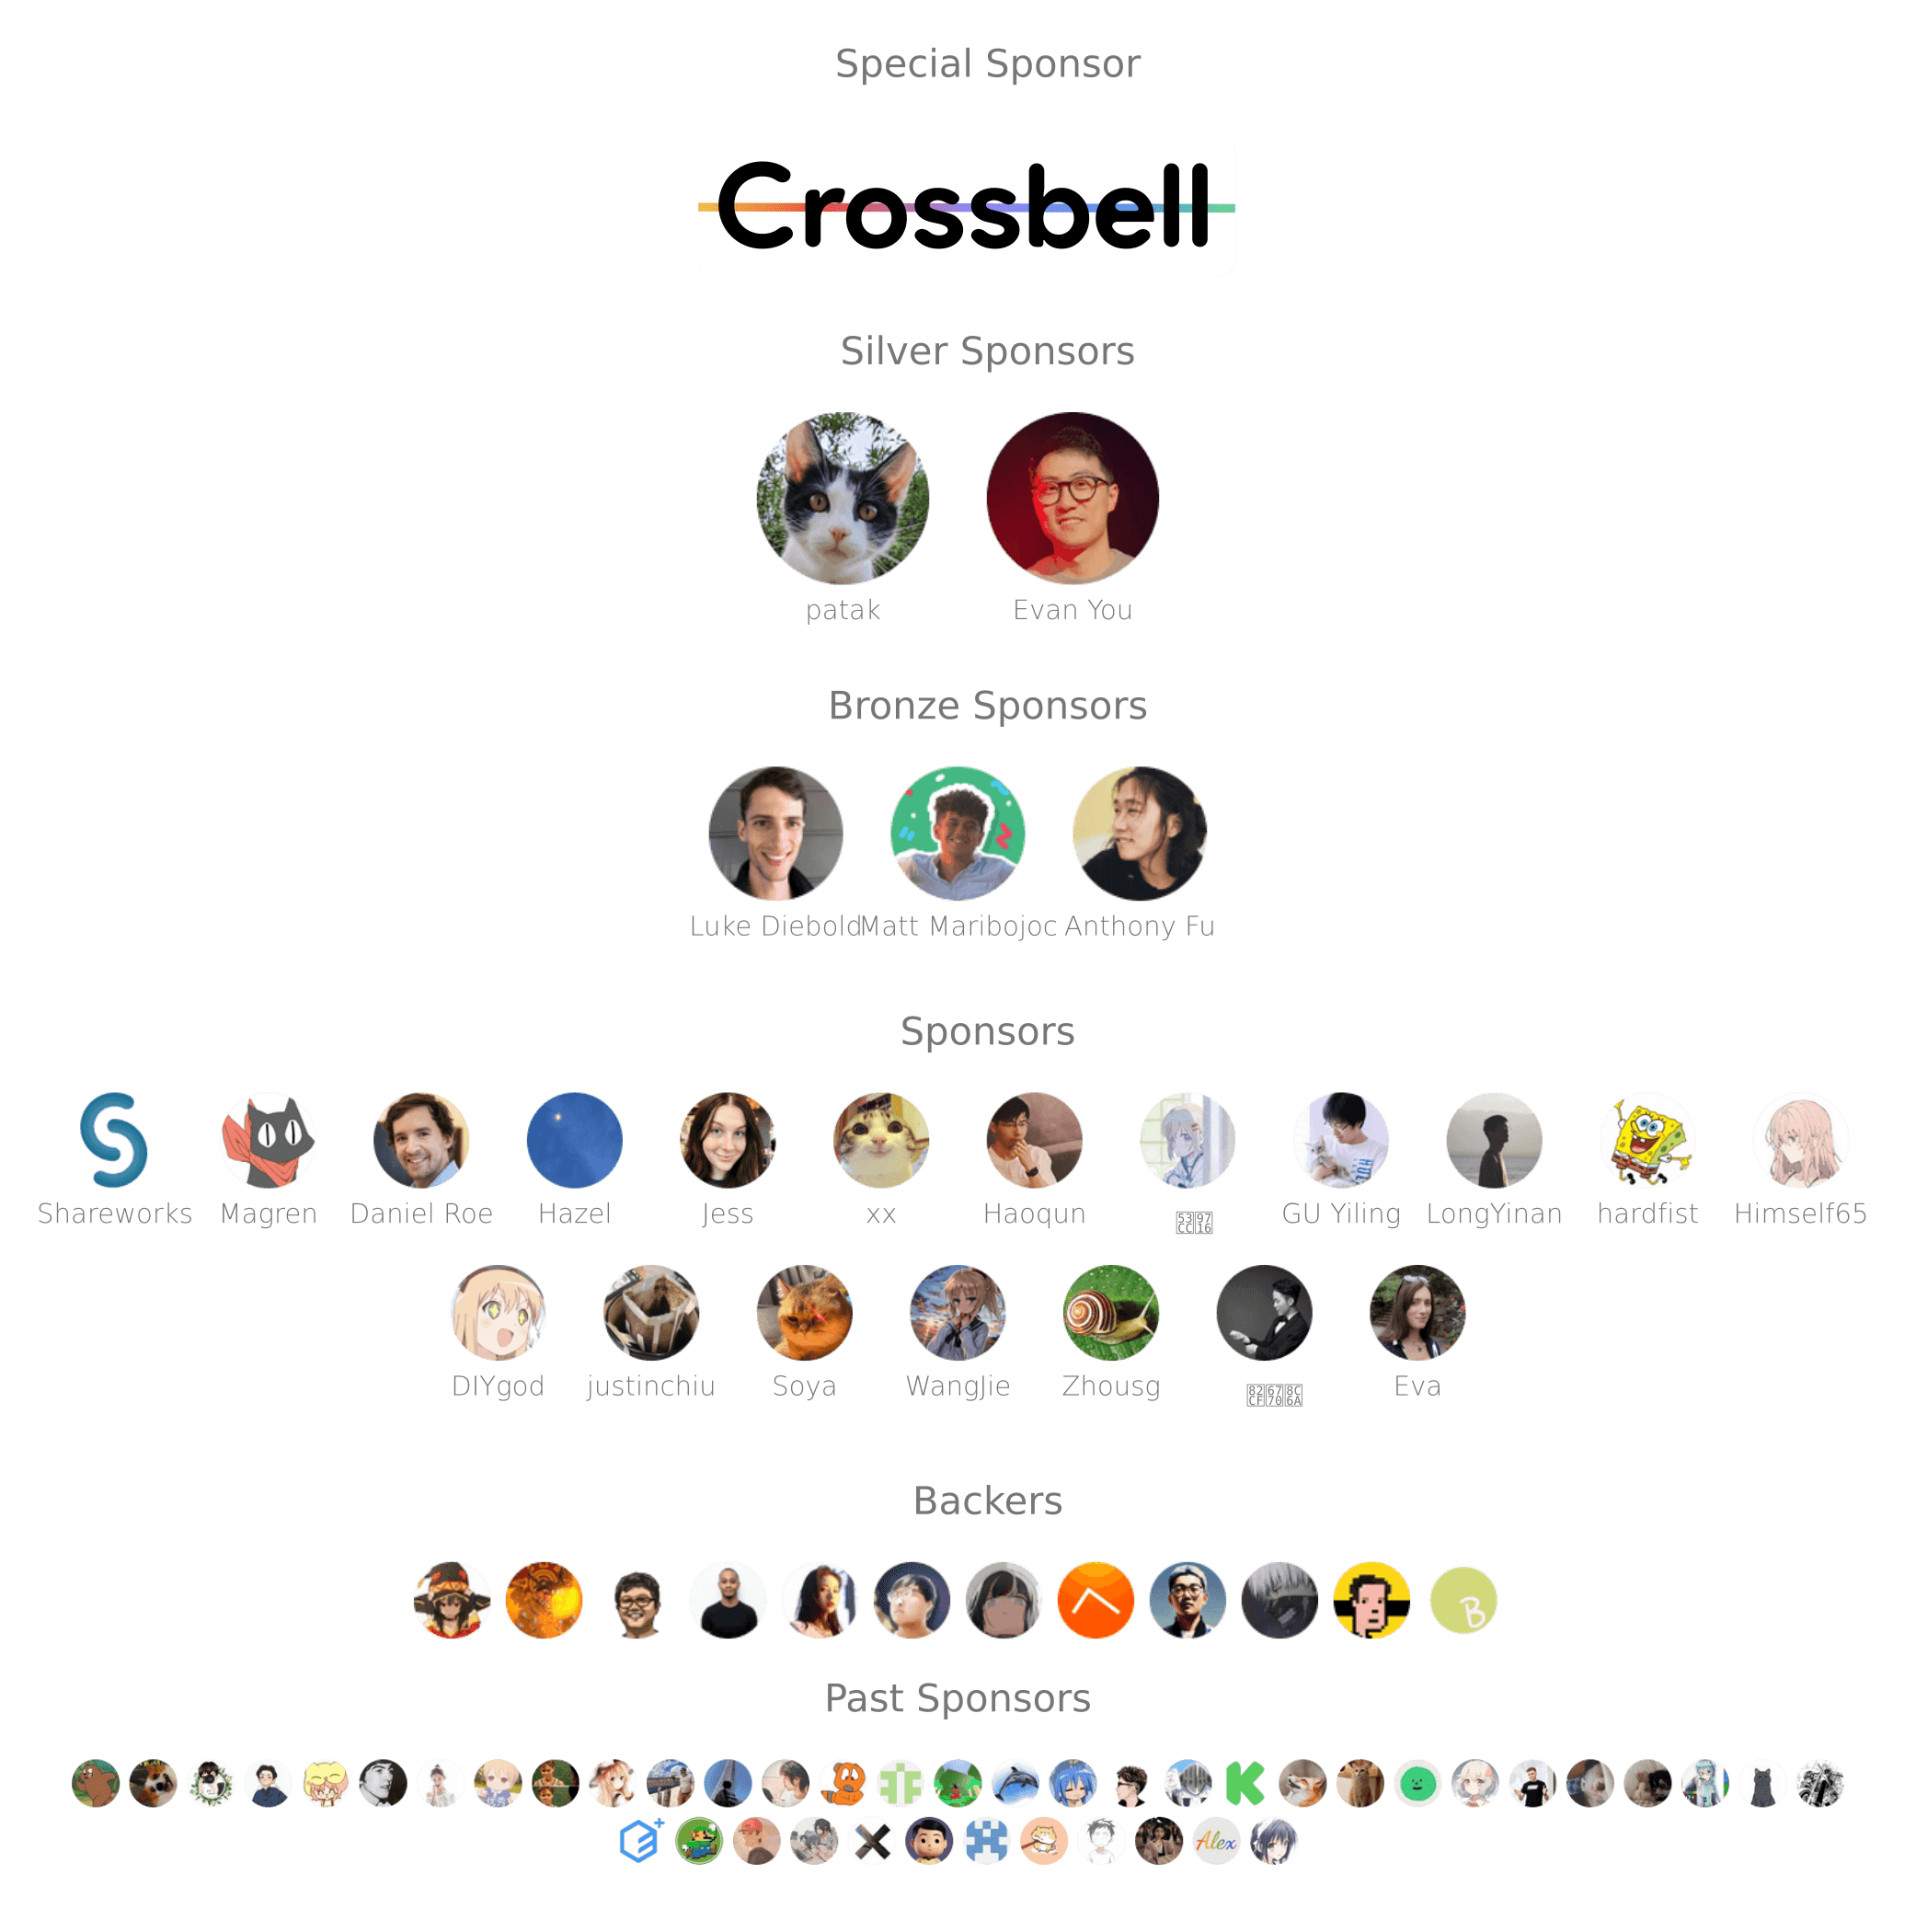 Special Sponsor
Crossbell
Silver Sponsors
patak Evan You
Bronze Sponsors
Luke Diebold Matt Maribojoc Anthony Fu
Sponsors
Shareworks Magren Daniel Roe Hazel Jess xx Haoqun GU Yiling LongYinan hardfist Himself65
DIYgod justinchiu Soya WangJie Zhousg Eva
Backers
B
Past Sponsors
K
Alex